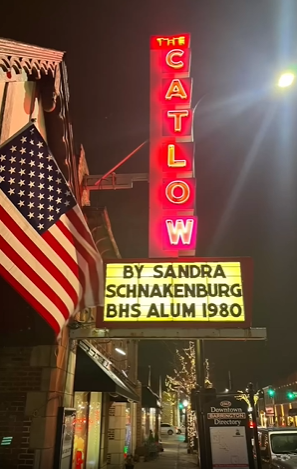 THE
CATLOW
BY SANDRA
SCHNAKENBURG
BHS ALUM 1980
Downtown
BARRINGTON
Directory